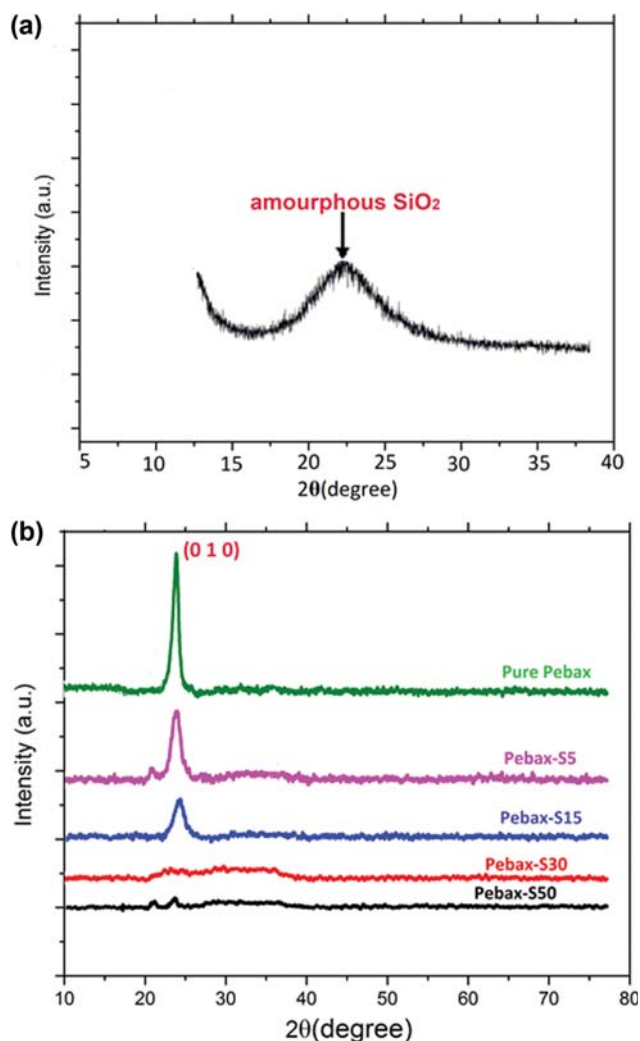 (a)
amourphous SiO₂
Intensity (a.u.)
5 10 15 20 25 30 35 40
2θ(degree)
(b)
(0 1 0)
Pure Pebax
Pebax-S5
Pebax-S15
Pebax-S30
Pebax-S50
Intensity (a.u.)
10 20 30 40 50 60 70 80
2θ(degree)